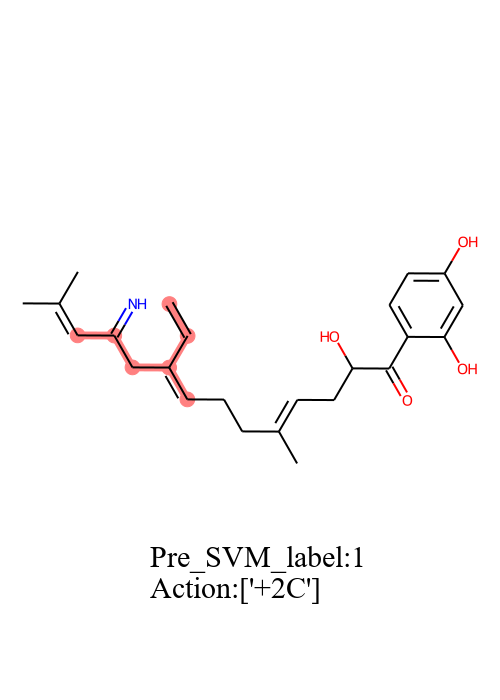 OH
NH
HO
OH
O
Pre_SVM_label:1
Action:['+2C']